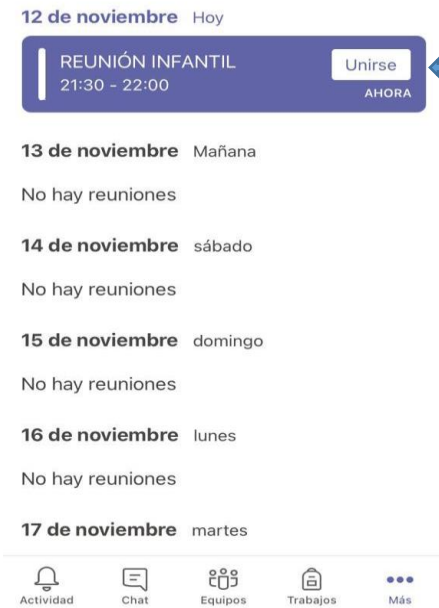 12 de noviembre Hoy
REUNIÓN INFANTIL
Unirse
21:30 - 22:00
AHORA
13 de noviembre Mañana
No hay reuniones
14 de noviembre sábado
No hay reuniones
15 de noviembre domingo
No hay reuniones
16 de noviembre lunes
No hay reuniones
17 de noviembre martes
Actividad Chat Equipos Trabajos Más